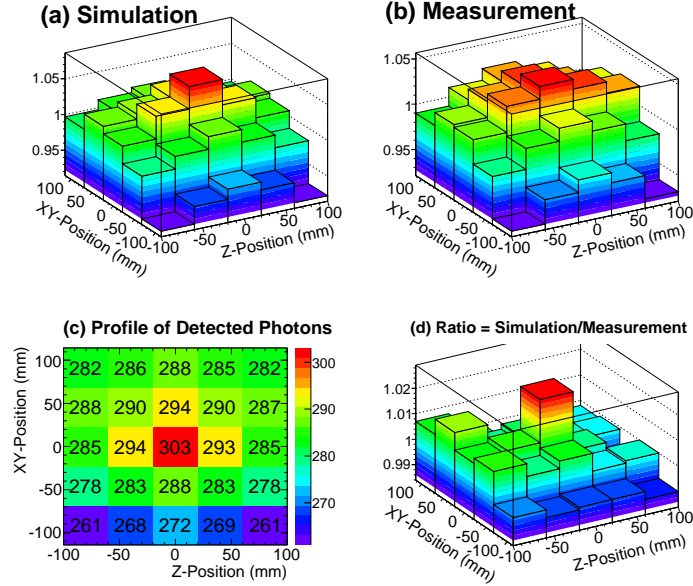 (a) Simulation
1.05
1
0.95
100
50
0
-50
-100
XY-Position (mm)
-100
-50
0
50
100
Z-Position (mm)
(b) Measurement
1.05
1
0.95
100
50
0
-50
-100
XY-Position (mm)
-100
-50
0
50
100
Z-Position (mm)
(c) Profile of Detected Photons
XY-Position (mm)
100
50
0
-50
-100
282 286 288 285 282
288 290 294 290 287
285 294 303 293 285
278 283 288 283 278
261 268 272 269 261
-100 -50 0 50 100
Z-Position (mm)
300
290
280
270
(d) Ratio = Simulation/Measurement
1.02
1.01
1
0.99
100
50
0
-50
-100
XY-Position (mm)
-100
-50
0
50
100
Z-Position (mm)